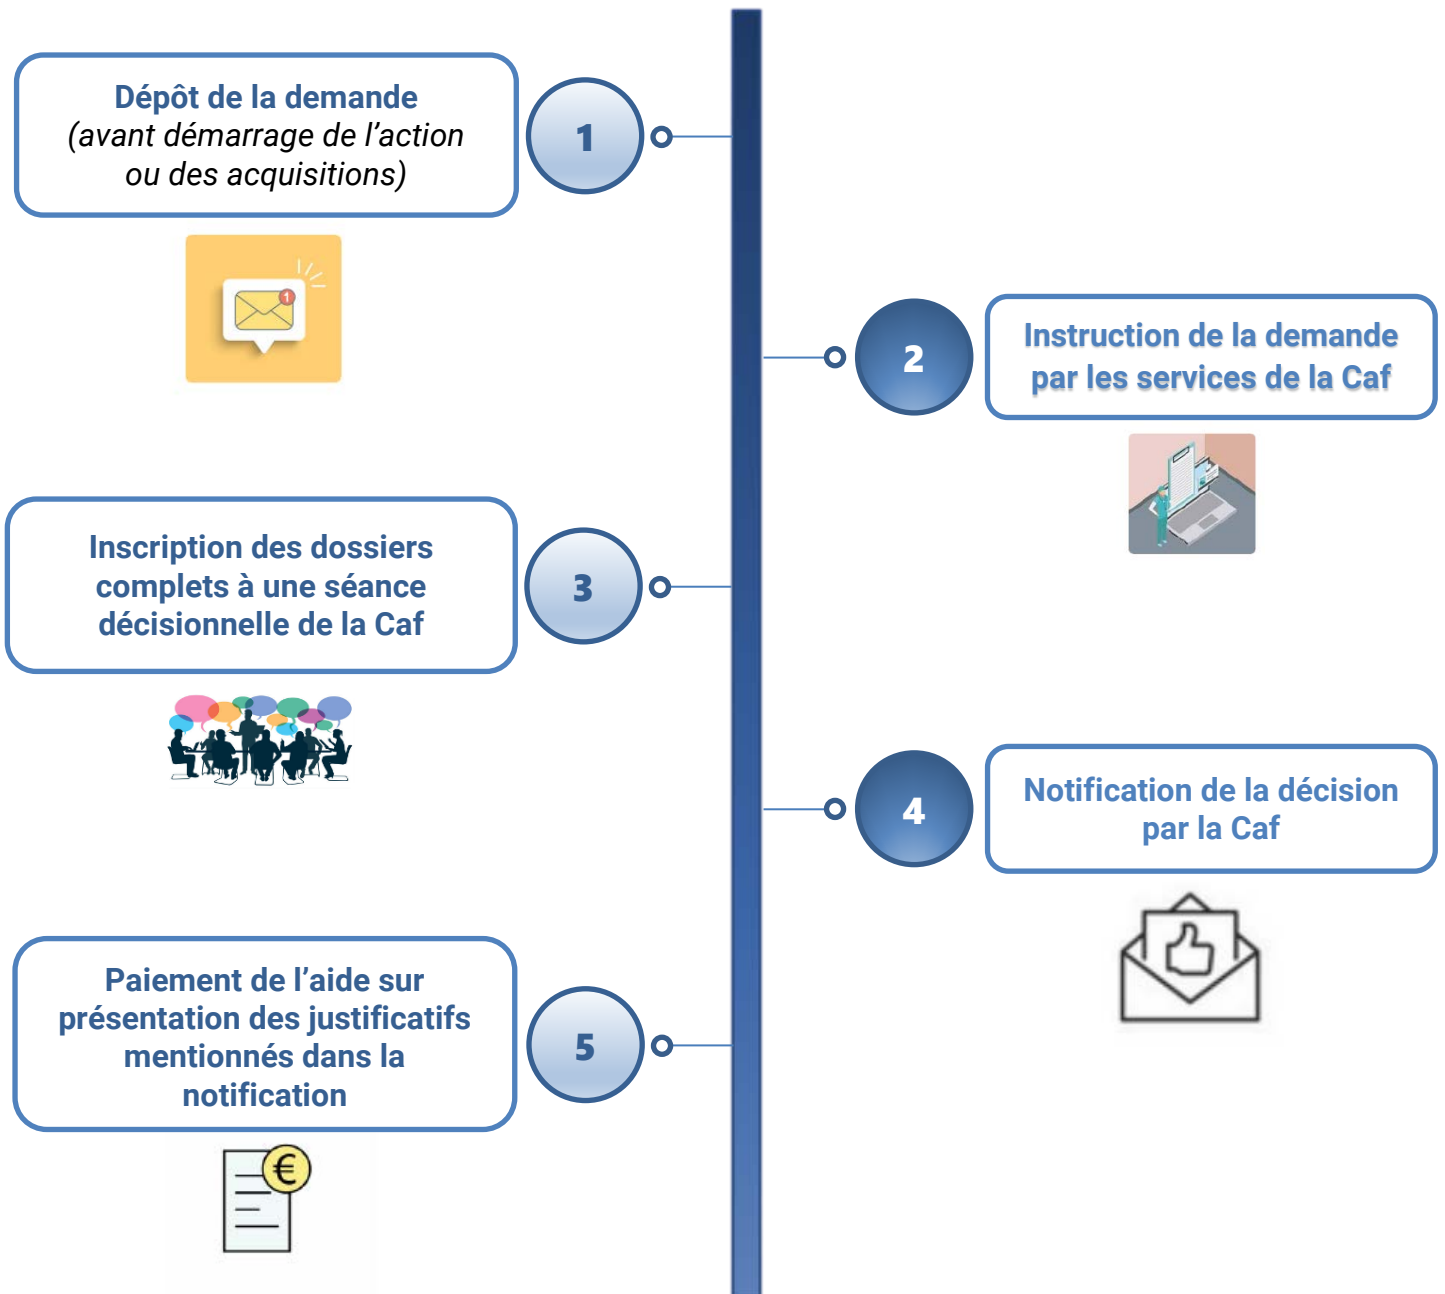 Dépôt de la demande
(avant démarrage de l’action
ou des acquisitions)
1
1
2
Instruction de la demande
par les services de la Caf
Inscription des dossiers
complets à une séance
décisionnelle de la Caf
3
4
Notification de la décision
par la Caf
Paiement de l’aide sur
présentation des justificatifs
mentionnés dans la
notification
5
€